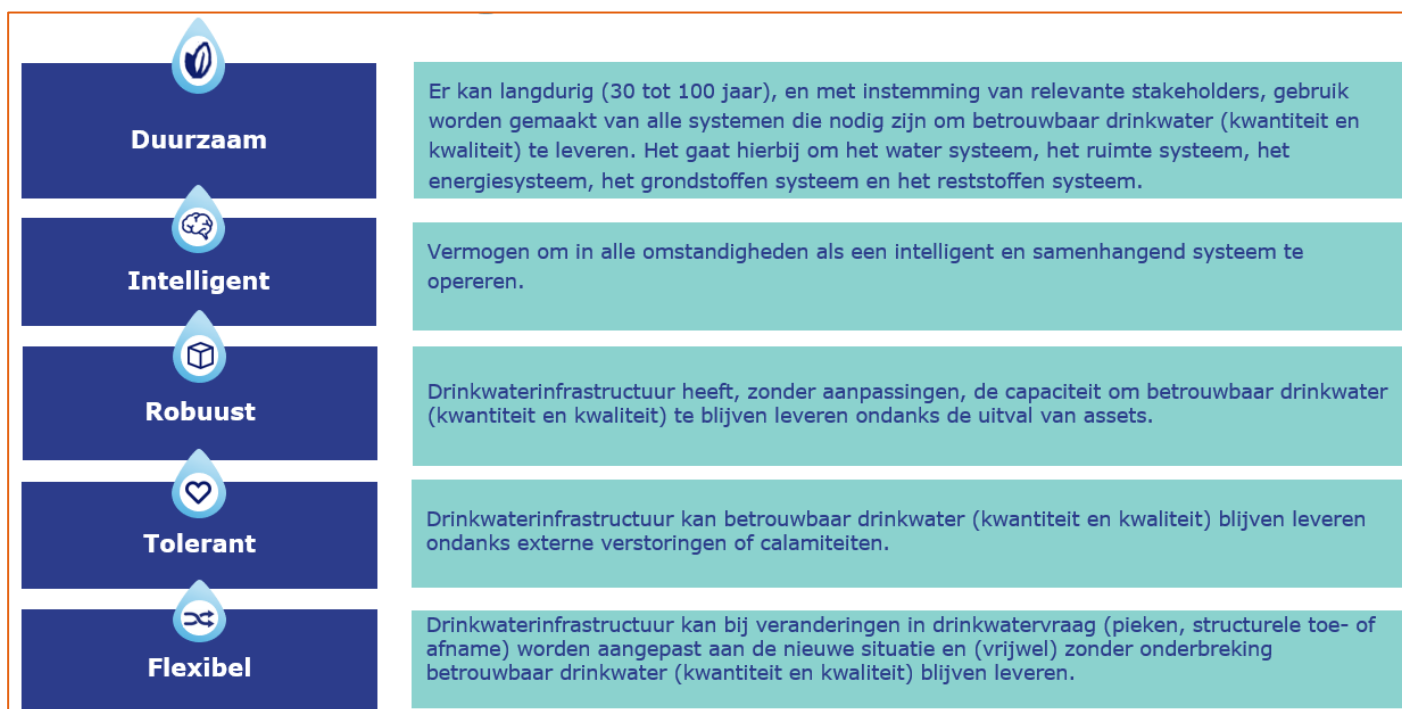 Duurzaam
Er kan langdurig (30 tot 100 jaar), en met instemming van relevante stakeholders, gebruik
worden gemaakt van alle systemen die nodig zijn om betrouwbaar drinkwater (kwantiteit en
kwaliteit) te leveren. Het gaat hierbij om het water systeem, het ruimte systeem, het
energiesysteem, het grondstoffen systeem en het reststoffen systeem.
Intelligent
Vermogen om in alle omstandigheden als een intelligent en samenhangend systeem te
opereren.
Robuust
Drinkwaterinfrastructuur heeft, zonder aanpassingen, de capaciteit om betrouwbaar drinkwater
(kwantiteit en kwaliteit) te blijven leveren ondanks de uitval van assets.
Tolerant
Drinkwaterinfrastructuur kan betrouwbaar drinkwater (kwantiteit en kwaliteit) blijven leveren
ondanks externe verstoringen of calamiteiten.
Flexibel
Drinkwaterinfrastructuur kan bij veranderingen in drinkwatervraag (pieken, structurele toe- of
afname) worden aangepast aan de nieuwe situatie en (vrijwel) zonder onderbreking
betrouwbaar drinkwater (kwantiteit en kwaliteit) blijven leveren.